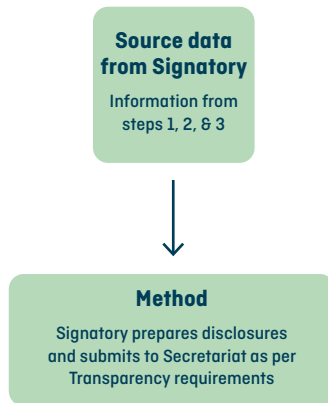 Source data
from Signatory
Information from
steps 1, 2, & 3
Method
Signatory prepares disclosures
and submits to Secretariat as per
Transparency requirements